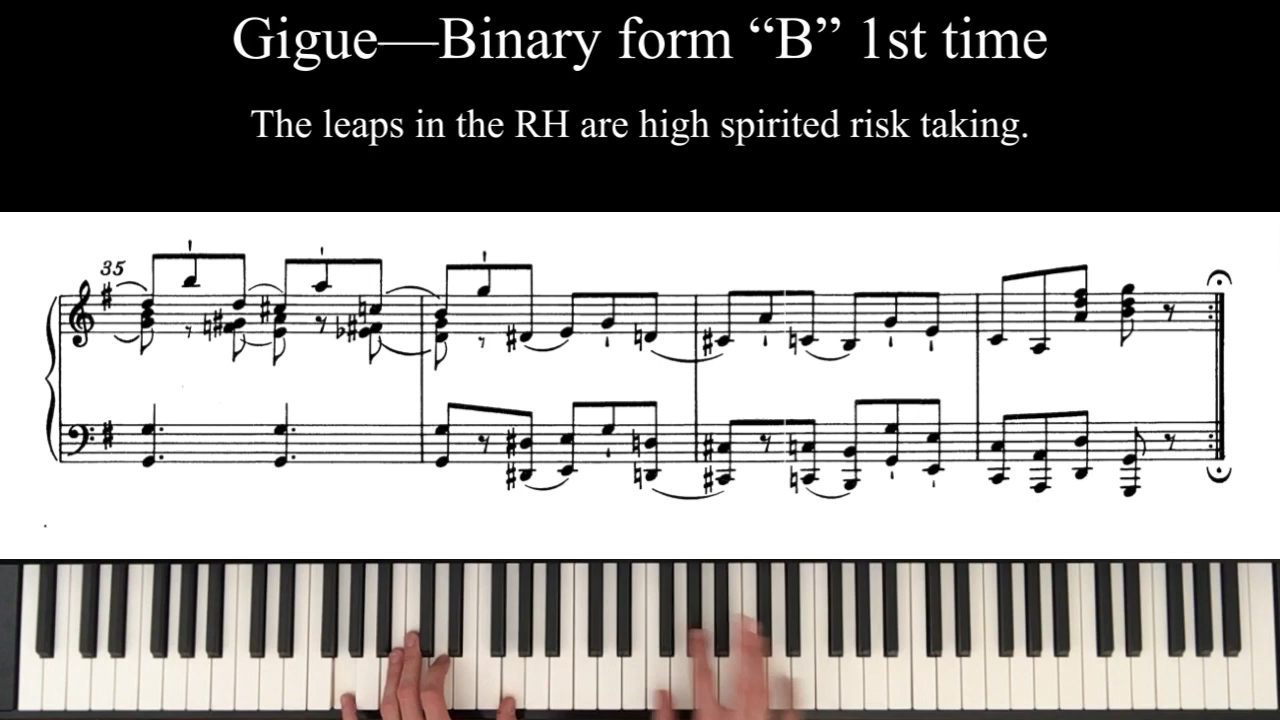 Gigue—Binary form “B” 1st time
The leaps in the RH are high spirited risk taking.
35